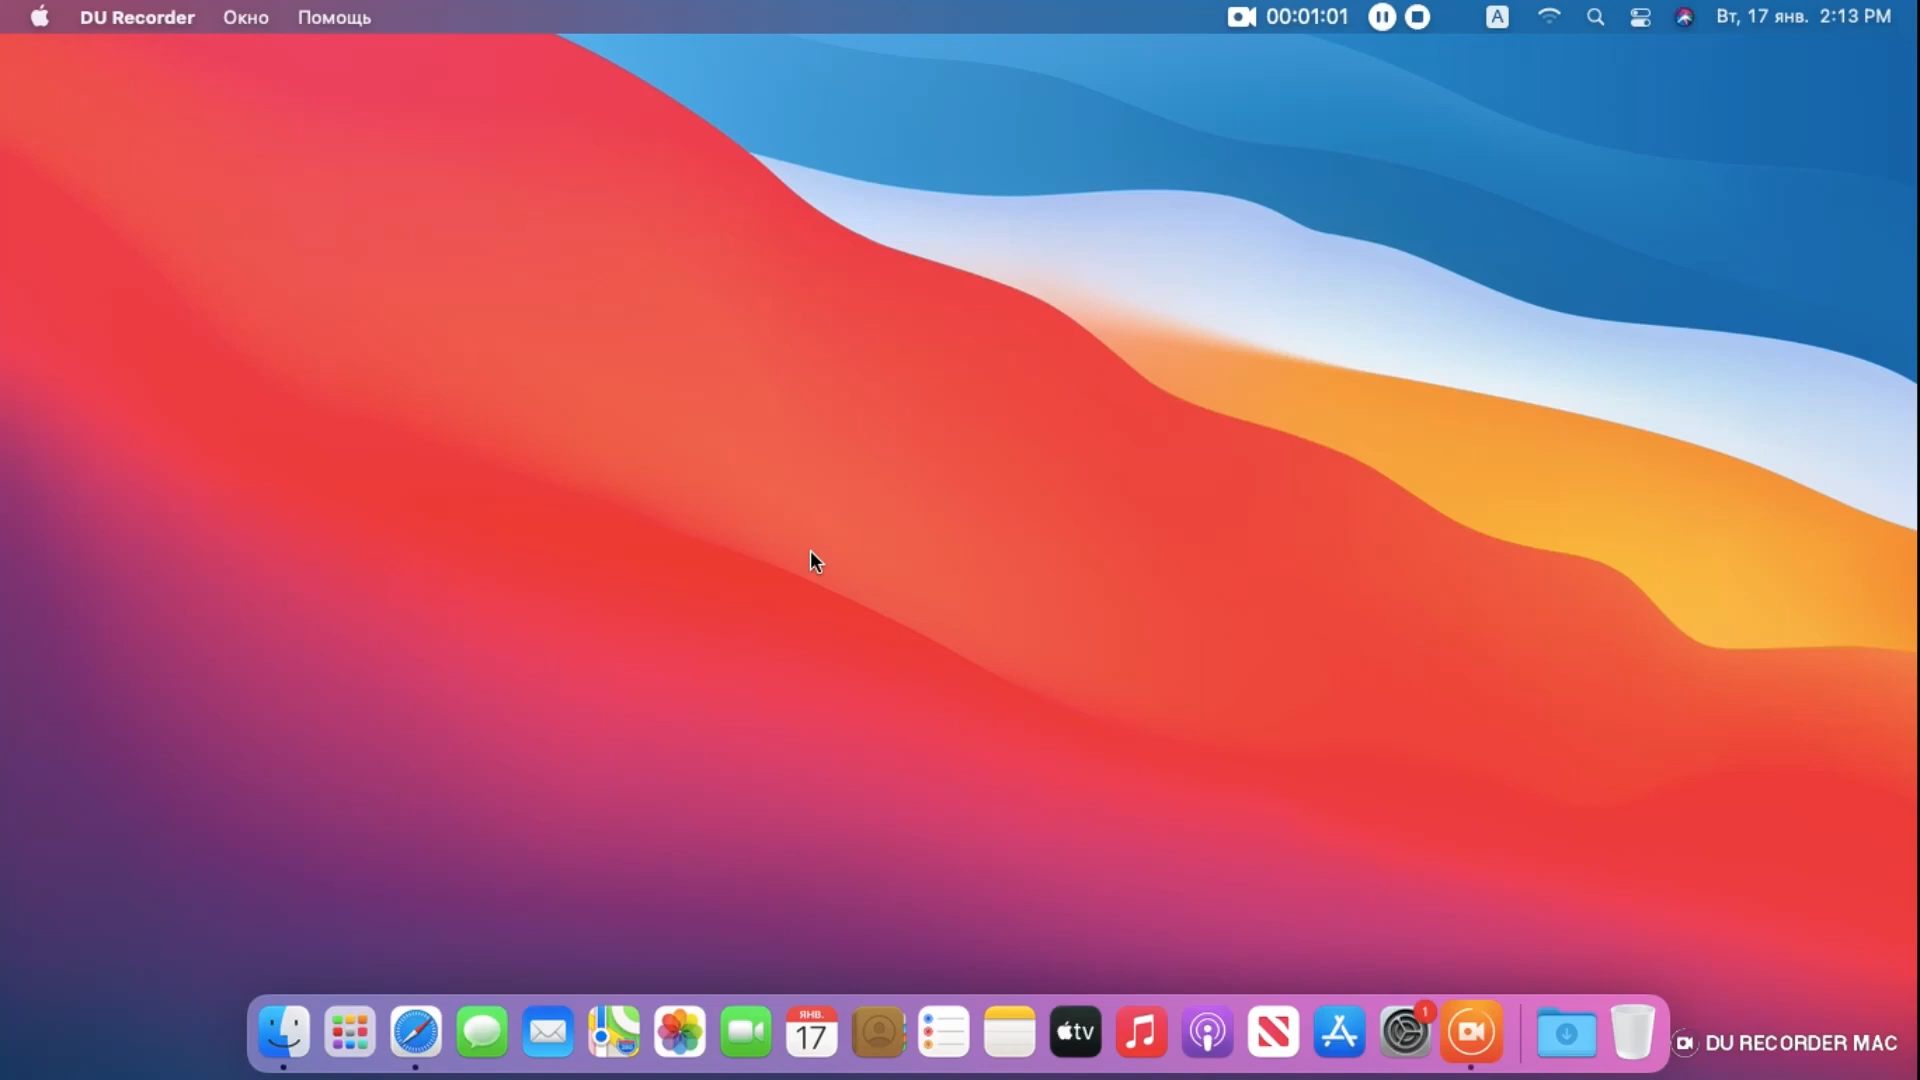 DU Recorder Окно Помощь 00:01:01 A Вт, 17 янв. 2:13 PM
ЯНВ.
17
tv
1
DU RECORDER MAC